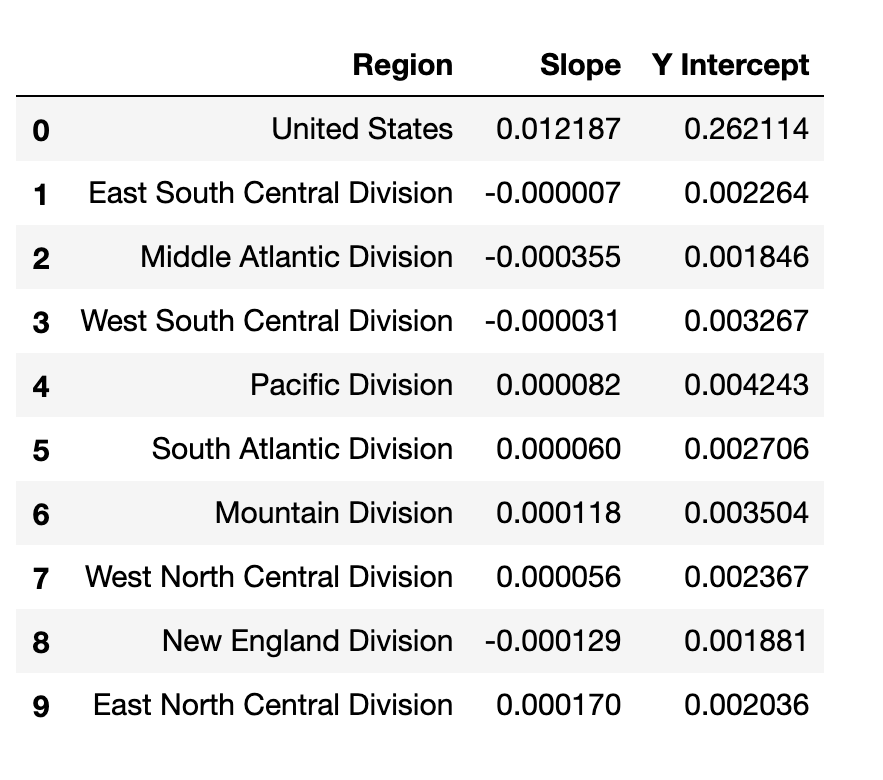 Region Slope Y Intercept
0 United States 0.012187 0.262114
1 East South Central Division -0.000007 0.002264
2 Middle Atlantic Division -0.000355 0.001846
3 West South Central Division -0.000031 0.003267
4 Pacific Division 0.000082 0.004243
5 South Atlantic Division 0.000060 0.002706
6 Mountain Division 0.000118 0.003504
7 West North Central Division 0.000056 0.002367
8 New England Division -0.000129 0.001881
9 East North Central Division 0.000170 0.002036